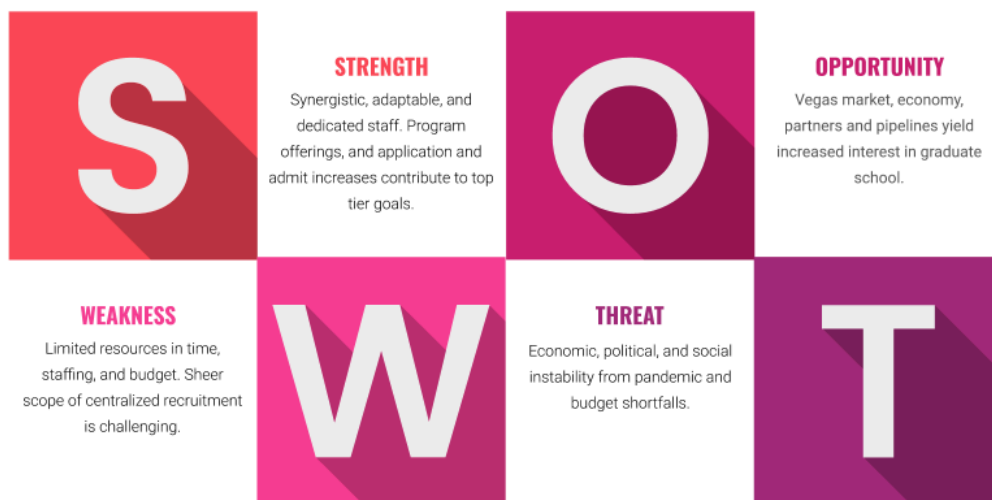 S
STRENGTH
Synergistic, adaptable, and
dedicated staff. Program
offerings, and application and
admit increases contribute to top
tier goals.
O
OPPORTUNITY
Vegas market, economy,
partners and pipelines yield
increased interest in graduate
school.
WEAKNESS
Limited resources in time,
staffing, and budget. Sheer
scope of centralized recruitment
is challenging.
W
THREAT
Economic, political, and social
instability from pandemic and
budget shortfalls.
T